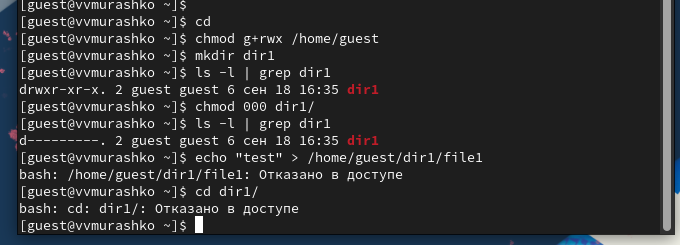 [guest@vvmurashko ~]$
[guest@vvmurashko ~]$ cd
[guest@vvmurashko ~]$ chmod g+rwx /home/guest
[guest@vvmurashko ~]$ mkdir dir1
[guest@vvmurashko ~]$ ls -l | grep dir1
drwxr-xr-x. 2 guest guest 6 сен 18 16:35 dir1
[guest@vvmurashko ~]$ chmod 000 dir1/
[guest@vvmurashko ~]$ ls -l | grep dir1
d---------. 2 guest guest 6 сен 18 16:35 dir1
[guest@vvmurashko ~]$ echo "test" > /home/guest/dir1/file1
bash: /home/guest/dir1/file1: Отказано в доступе
[guest@vvmurashko ~]$ cd dir1/
bash: cd: dir1/: Отказано в доступе
[guest@vvmurashko ~]$